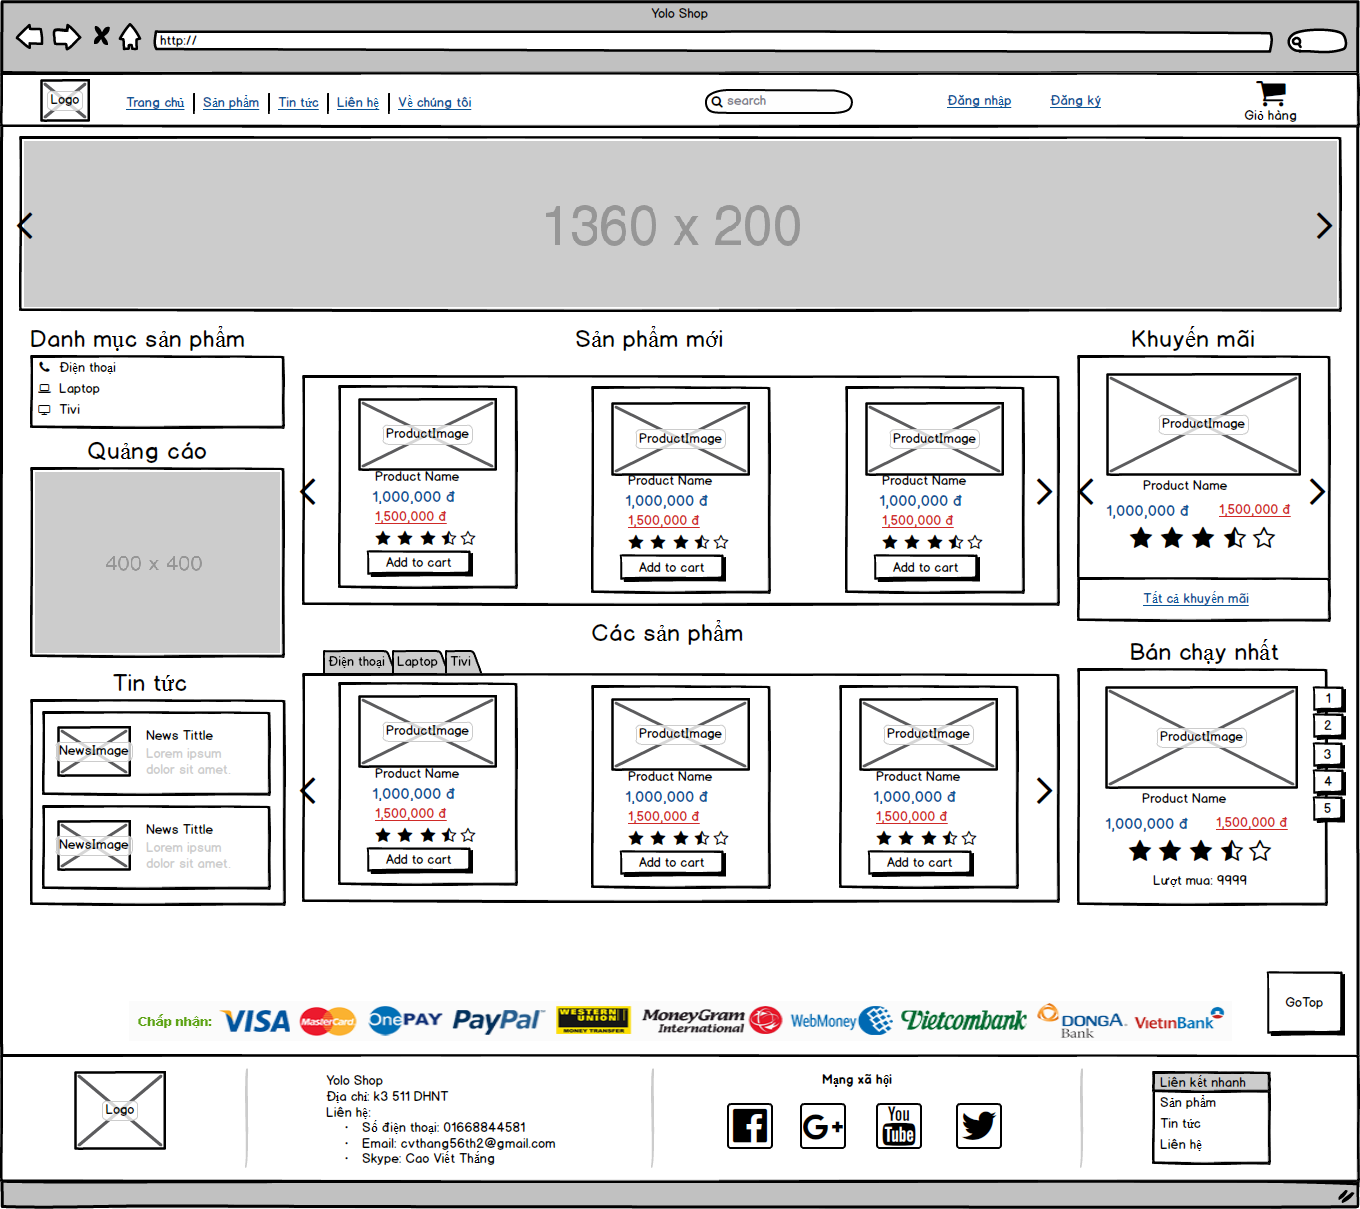 Yolo Shop
http://
Logo
Trang chủ
Sản phẩm
Tin tức
Liên hệ
Về chúng tôi
search
Đăng nhập
Đăng ký
Giỏ hàng
1360 x 200
Danh mục sản phẩm
Điện thoại
Laptop
Tivi
Quảng cáo
400 x 400
Tin tức
NewsImage
News Tittle
Lorem ipsum
dolor sit amet.
NewsImage
News Tittle
Lorem ipsum
dolor sit amet.
Sản phẩm mới
ProductImage
Product Name
1,000,000 đ
1,500,000 đ
Add to cart
ProductImage
Product Name
1,000,000 đ
1,500,000 đ
Add to cart
ProductImage
Product Name
1,000,000 đ
1,500,000 đ
Add to cart
Các sản phẩm
Điện thoại
Laptop
Tivi
ProductImage
Product Name
1,000,000 đ
1,500,000 đ
Add to cart
ProductImage
Product Name
1,000,000 đ
1,500,000 đ
Add to cart
ProductImage
Product Name
1,000,000 đ
1,500,000 đ
Add to cart
Khuyến mãi
ProductImage
Product Name
1,000,000 đ
1,500,000 đ
Tất cả khuyến mãi
Bán chạy nhất
ProductImage
Product Name
1,000,000 đ
1,500,000 đ
Lượt mua: 9999
1
2
3
4
5
GoTop
Chấp nhận:
VISA
MasterCard
OnePAY
PayPal
WESTERN UNION
MONEY TRANSFER
MoneyGram
International
WebMoney
Vietcombank
DONGA
Bank
VietinBank
Logo
Yolo Shop
Địa chỉ: k3 511 DHNT
Liên hệ:
· Số điện thoại: 01668844581
· Email: cvthang56th2@gmail.com
· Skype: Cao Viết Thắng
Mạng xã hội
G+
You
Tube
Liên kết nhanh
Sản phẩm
Tin tức
Liên hệ